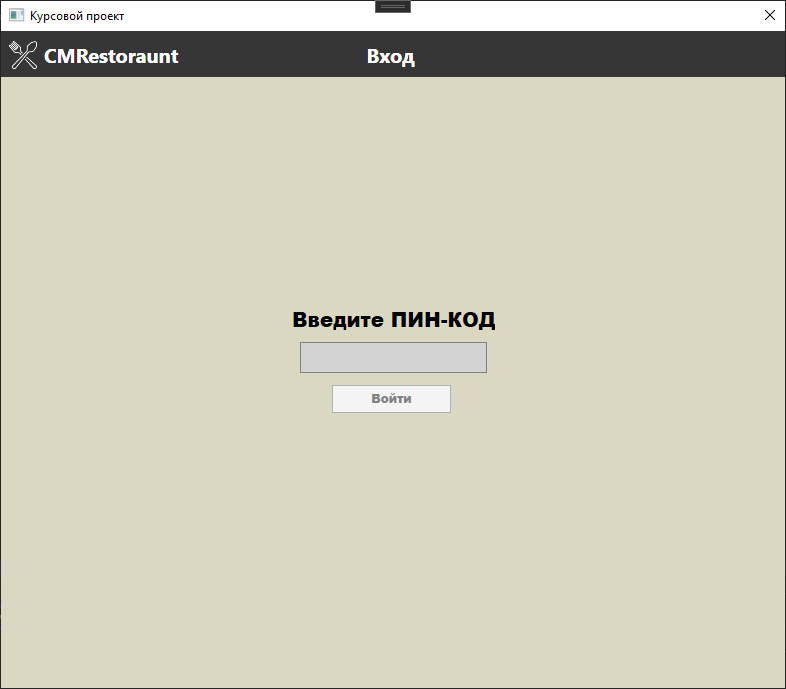 Курсовой проект
CMRestoraunt
Вход
Введите ПИН-КОД
Войти